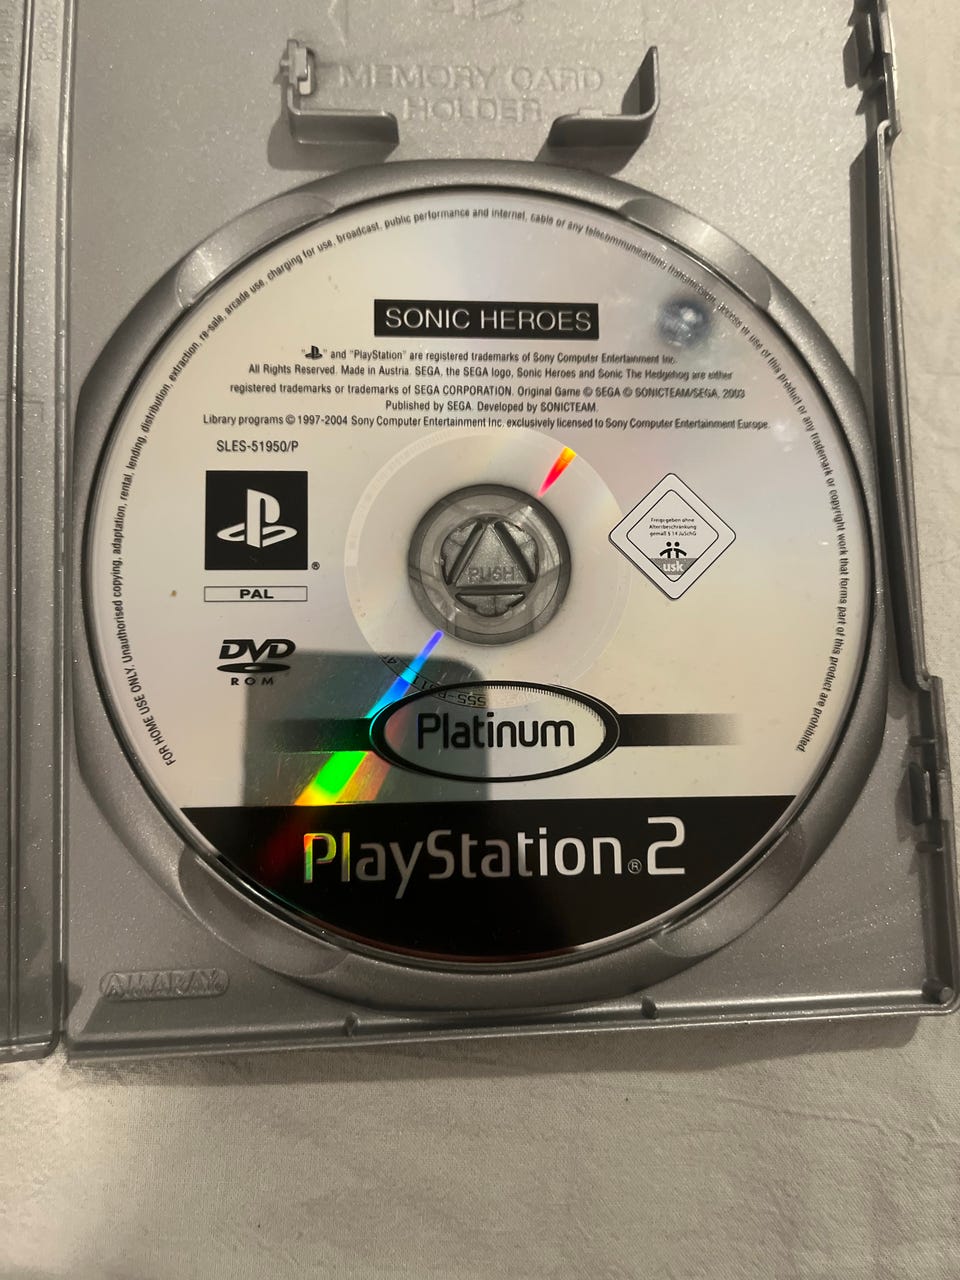 MEMORY CARD
HOLDER
FOR HOME USE ONLY. Unauthorised copying, adaptation, rental, lending, distribution, extraction, re-sale, arcade use, charging for use, broadcast, public performance and internet, cable or any telecommunications transmission, access or use of this product or any trademark or copyright work that forms part of this product are prohibited.
SONIC HEROES
" " and "PlayStation" are registered trademarks of Sony Computer Entertainment Inc.
All Rights Reserved. Made in Austria. SEGA, the SEGA logo, Sonic Heroes and Sonic The Hedgehog are either
registered trademarks or trademarks of SEGA CORPORATION. Original Game © SEGA © SONICTEAM/SEGA, 2003
Published by SEGA. Developed by SONICTEAM.
Library programs © 1997-2004 Sony Computer Entertainment Inc. exclusively licensed to Sony Computer Entertainment Europe.
SLES-51950/P
®
PAL
DVD
ROM
Freigegeben ohne
Altersbeschränkung
gemäß § 14 JuSchG
usk
PUSH
Platinum
PlayStation®2
AMARAY